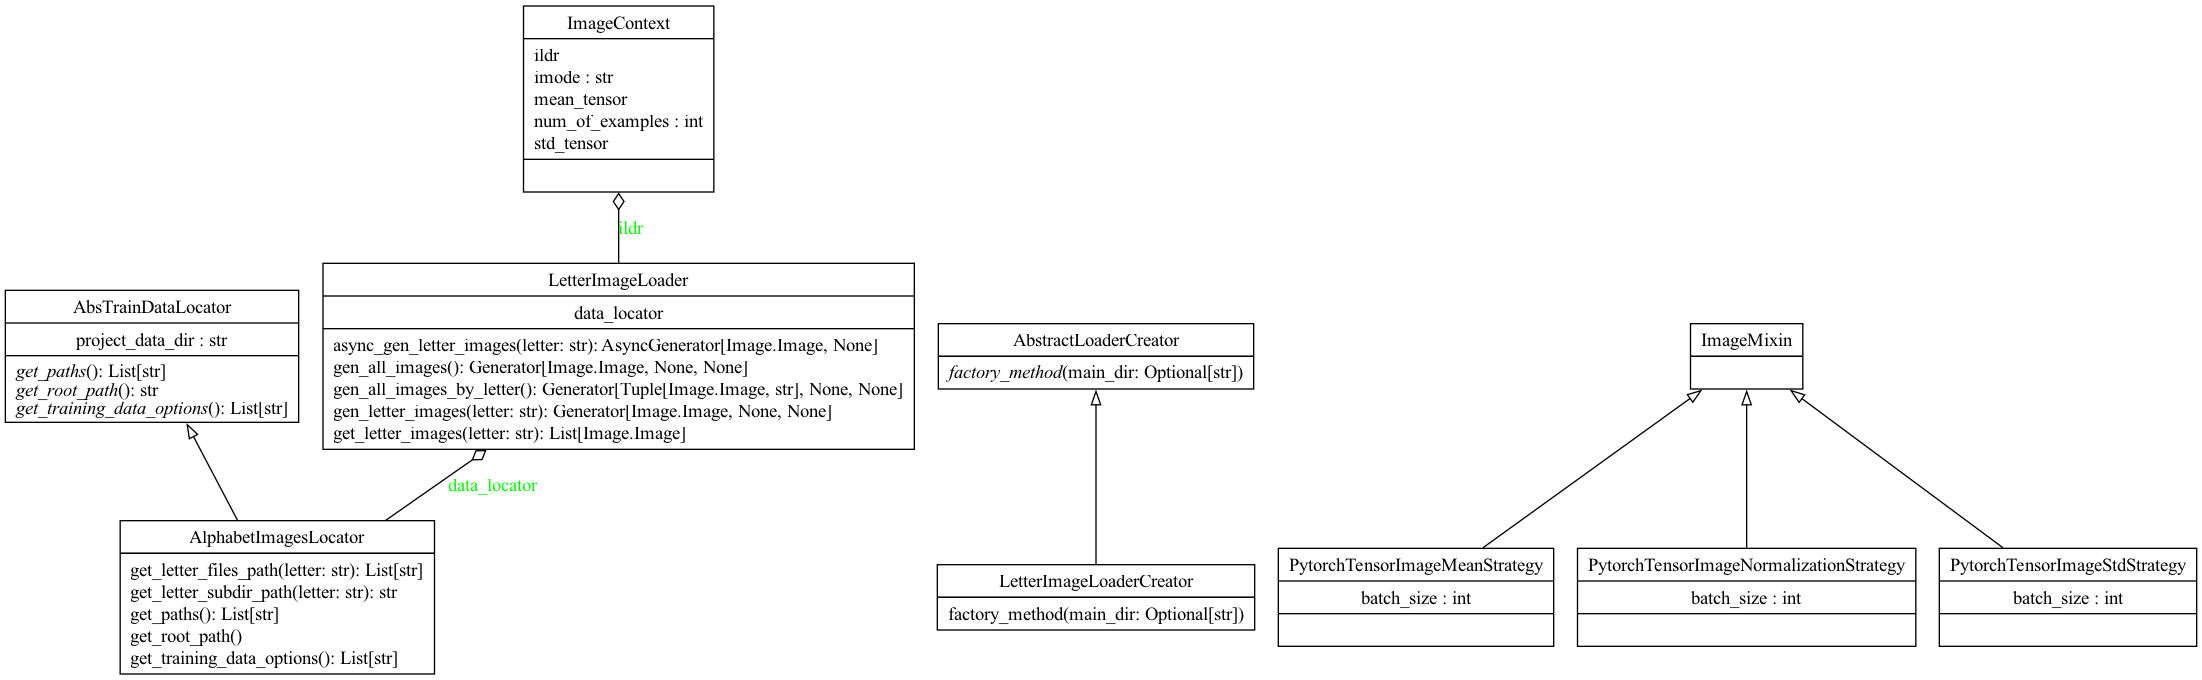 ImageContext
ildr
imode : str
mean_tensor
num_of_examples : int
std_tensor
ildr
AbsTrainDataLocator
project_data_dir : str
get_paths(): List[str]
get_root_path(): str
get_training_data_options(): List[str]
LetterImageLoader
data_locator
async_gen_letter_images(letter: str): AsyncGenerator[Image.Image, None]
gen_all_images(): Generator[Image.Image, None, None]
gen_all_images_by_letter(): Generator[Tuple[Image.Image, str], None, None]
gen_letter_images(letter: str): Generator[Image.Image, None, None]
get_letter_images(letter: str): List[Image.Image]
AbstractLoaderCreator
factory_method(main_dir: Optional[str])
ImageMixin
data_locator
AlphabetImagesLocator
get_letter_files_path(letter: str): List[str]
get_letter_subdir_path(letter: str): str
get_paths(): List[str]
get_root_path()
get_training_data_options(): List[str]
LetterImageLoaderCreator
factory_method(main_dir: Optional[str])
PytorchTensorImageMeanStrategy
batch_size : int
PytorchTensorImageNormalizationStrategy
batch_size : int
PytorchTensorImageStdStrategy
batch_size : int